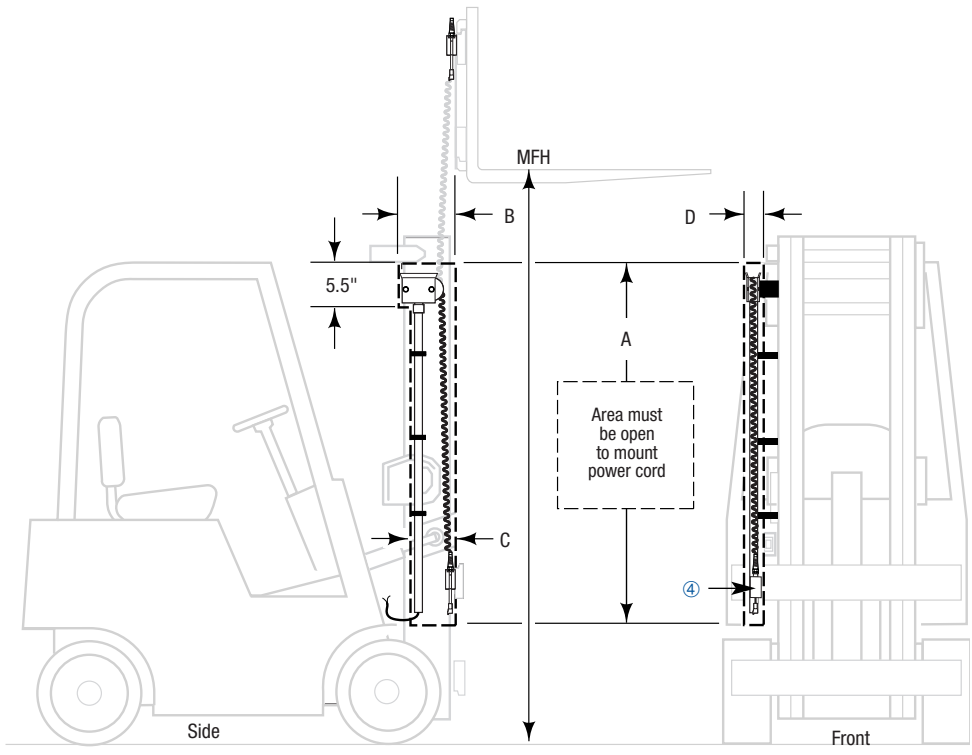 MFH
B
D
5.5"
A
Area must
be open
to mount
power cord
C
④
Side
Front